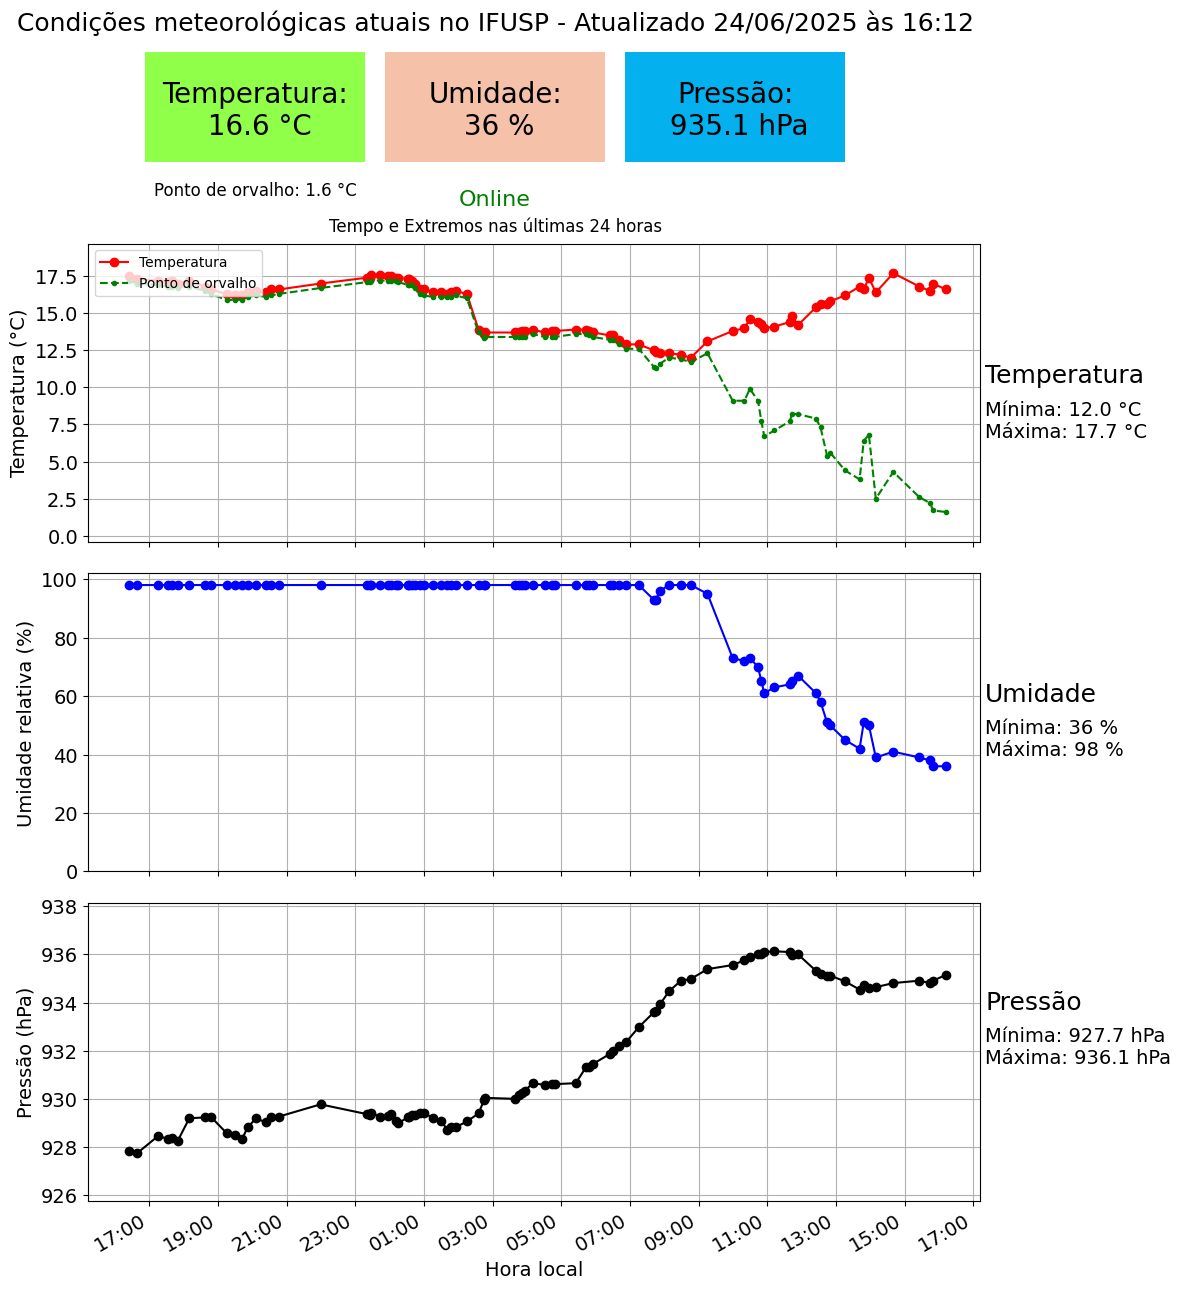 Condições meteorológicas atuais no IFUSP - Atualizado 24/06/2025 às 16:12
Temperatura:
16.6 °C
Umidade:
36 %
Pressão:
935.1 hPa
Ponto de orvalho: 1.6 °C
Online
Tempo e Extremos nas últimas 24 horas
Temperatura
Ponto de orvalho
17.5
15.0
12.5
10.0
7.5
5.0
2.5
0.0
Temperatura (°C)
Temperatura
Mínima: 12.0 °C
Máxima: 17.7 °C
100
80
60
40
20
0
Umidade relativa (%)
Umidade
Mínima: 36 %
Máxima: 98 %
938
936
934
932
930
928
926
Pressão (hPa)
Pressão
Mínima: 927.7 hPa
Máxima: 936.1 hPa
17:00 19:00 21:00 23:00 01:00 03:00 05:00 07:00 09:00 11:00 13:00 15:00 17:00
Hora local